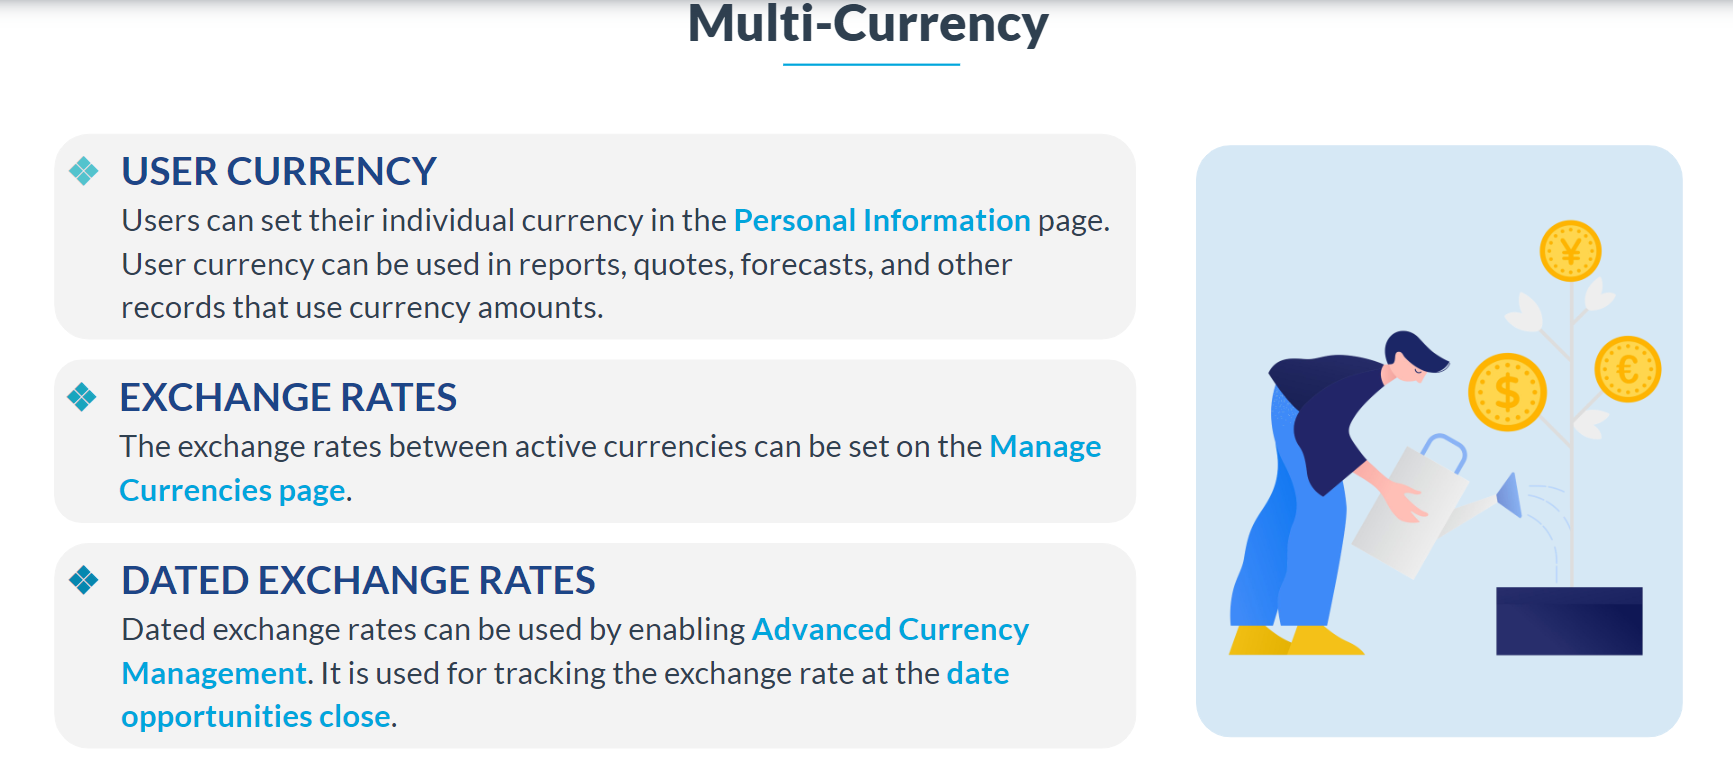 Multi-Currency
USER CURRENCY
Users can set their individual currency in the Personal Information page.
User currency can be used in reports, quotes, forecasts, and other
records that use currency amounts.
EXCHANGE RATES
The exchange rates between active currencies can be set on the Manage
Currencies page.
DATED EXCHANGE RATES
Dated exchange rates can be used by enabling Advanced Currency
Management. It is used for tracking the exchange rate at the date
opportunities close.
¥
€
$